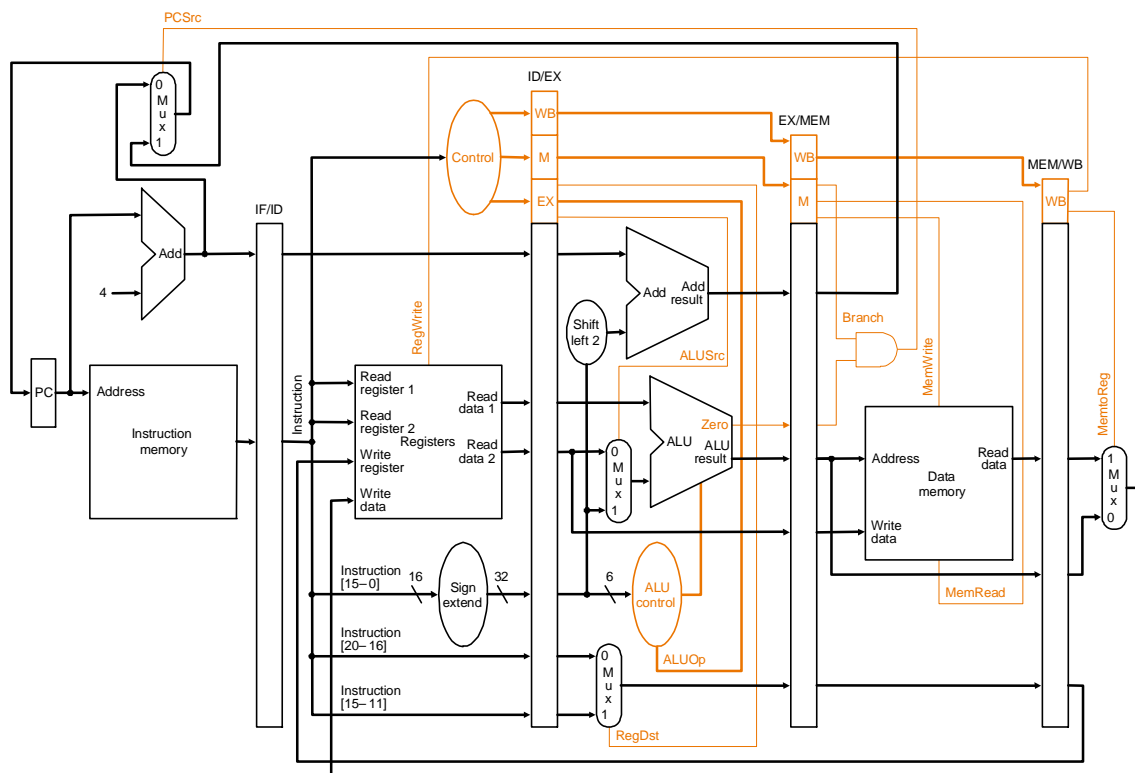 PCSrc
ID/EX
0
M
u
x
1
WB
EX/MEM
Control
M
WB
MEM/WB
IF/ID
EX
M
WB
Add
4
RegWrite
Add
Add
result
Shift
left 2
Branch
ALUSrc
MemWrite
PC
Address
Instruction
memory
Instruction
Read
register 1
Read
register 2
Registers
Write
register
Write
data
Read
data 1
Read
data 2
0
M
u
x
1
Zero
ALU
ALU
result
Address
Read
data
Data
memory
Write
data
MemtoReg
1
M
u
x
0
Instruction
[15–0]
16
Sign
extend
32
6
ALU
control
MemRead
Instruction
[20–16]
0
M
u
x
1
ALUOp
Instruction
[15–11]
RegDst